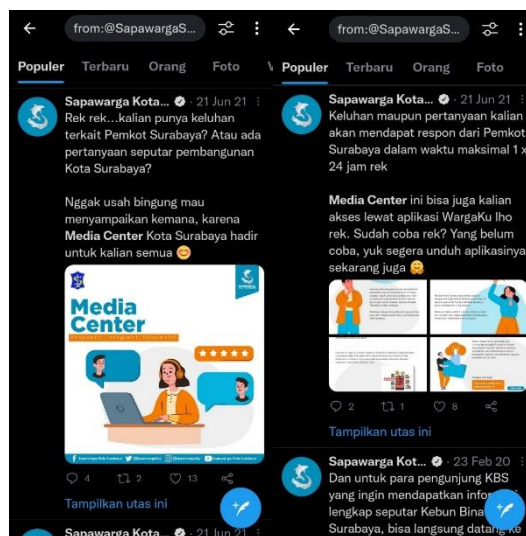 from:@SapawargaS...
Populer Terbaru Orang Foto
Sapawarga Kota... · 21 Jun 21
Rek rek...kalian punya keluhan
terkait Pemkot Surabaya? Atau ada
pertanyaan seputar pembangunan
Kota Surabaya?
Nggak usah bingung mau
menyampaikan kemana, karena
Media Center Kota Surabaya hadir
untuk kalian semua 😊
Media
Center
4 2 13
Tampilkan utas ini
Sapawarga Kota... · 21 Jun 21
from:@SapawargaS...
Populer Terbaru Orang Foto
Sapawarga Kota... · 21 Jun 21
Keluhan maupun pertanyaan kalian
akan mendapat respon dari Pemkot
Surabaya dalam waktu maksimal 1 x
24 jam rek
Media Center ini bisa juga kalian
akses lewat aplikasi WargaKu lho
rek. Sudah coba rek? Yang belum
coba, yuk segera unduh aplikasinya
sekarang juga 🤗
2 1 8
Tampilkan utas ini
Sapawarga Kot... · 23 Feb 20
Dan untuk para pengunjung KBS
yang ingin mendapatkan
lengkap seputar Kebun
Surabaya, bisa langsung datang ke